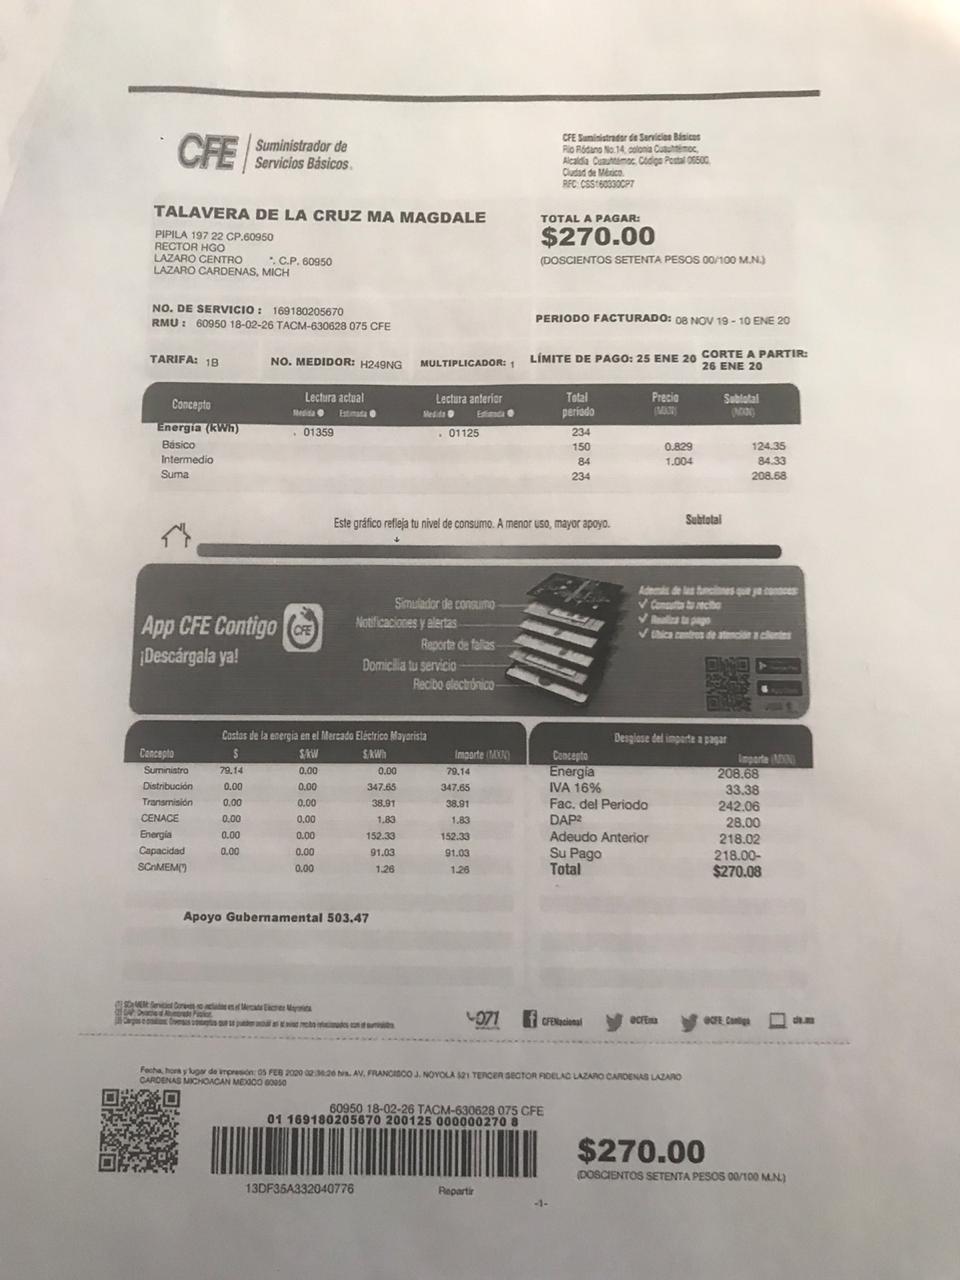 CFE
Suministrador de
Servicios Básicos.
CFE Suministrador de Servicios Básicos
Río Ródano No.14, colonia Cuauhtémoc,
Alcaldía Cuauhtémoc, Código Postal 06500,
Ciudad de México.
RFC: CSS160330CP7
TALAVERA DE LA CRUZ MA MAGDALE
PIPILA 197 22 CP.60950
RECTOR HGO
LAZARO CENTRO *. C.P. 60950
LAZARO CARDENAS, MICH
TOTAL A PAGAR:
$270.00
(DOSCIENTOS SETENTA PESOS 00/100 M.N.)
NO. DE SERVICIO : 169180205670
RMU : 60950 18-02-26 TACM-630628 075 CFE
PERIODO FACTURADO: 08 NOV 19 - 10 ENE 20
TARIFA: 1B NO. MEDIDOR: H249NG MULTIPLICADOR: 1 LÍMITE DE PAGO: 25 ENE 20 CORTE A PARTIR:
26 ENE 20
Concepto Lectura actual Lectura anterior Total Precio Subtotal
Medida Estimada Medida Estimada periodo (MXN) (MXN)
Energía (kWh) 01359 01125 234
Básico 150 0.829 124.35
Intermedio 84 1.004 84.33
Suma 234 208.68
Este gráfico refleja tu nivel de consumo. A menor uso, mayor apoyo. Subtotal
App CFE Contigo
¡Descárgala ya!
CFE
Simulador de consumo
Notificaciones y alertas
Reporte de fallas
Domicilia tu servicio
Recibo electrónico
Además de las funciones que ya conoces:
✓ Consulta tu recibo
✓ Realiza tu pago
✓ Ubica centros de atención a clientes
Costos de la energía en el Mercado Eléctrico Mayorista
Concepto $ $/kW $/kWh Importe (MXN)
Suministro 79.14 0.00 0.00 79.14
Distribución 0.00 0.00 347.65 347.65
Transmisión 0.00 0.00 38.91 38.91
CENACE 0.00 0.00 1.83 1.83
Energía 0.00 0.00 152.33 152.33
Capacidad 0.00 0.00 91.03 91.03
SCnMEM(¹) 0.00 1.26 1.26
Desglose del importe a pagar
Concepto Importe (MXN)
Energía 208.68
IVA 16% 33.38
Fac. del Periodo 242.06
DAP² 28.00
Adeudo Anterior 218.02
Su Pago 218.00-
Total $270.08
Apoyo Gubernamental 503.47
(1) SCnMEM: Servicios Conexos no incluidos en el Mercado Eléctrico Mayorista
(2) DAP: Derecho al Alumbrado Público.
071 CFENacional @CFEmx @CFE_Contigo cfe.mx
Fecha, hora y lugar de impresión: 05 FEB 2020 02:36:26 hrs. AV, FRANCISCO J. NOYOLA 521 TERCER SECTOR FIDELAC LAZARO CARDENAS LAZARO
CARDENAS MICHOACAN MEXICO 60950
60950 18-02-26 TACM-630628 075 CFE
01 169180205670 200125 000000270 8
13DF35A332040776
Repartir
$270.00
(DOSCIENTOS SETENTA PESOS 00/100 M.N.)
-1-